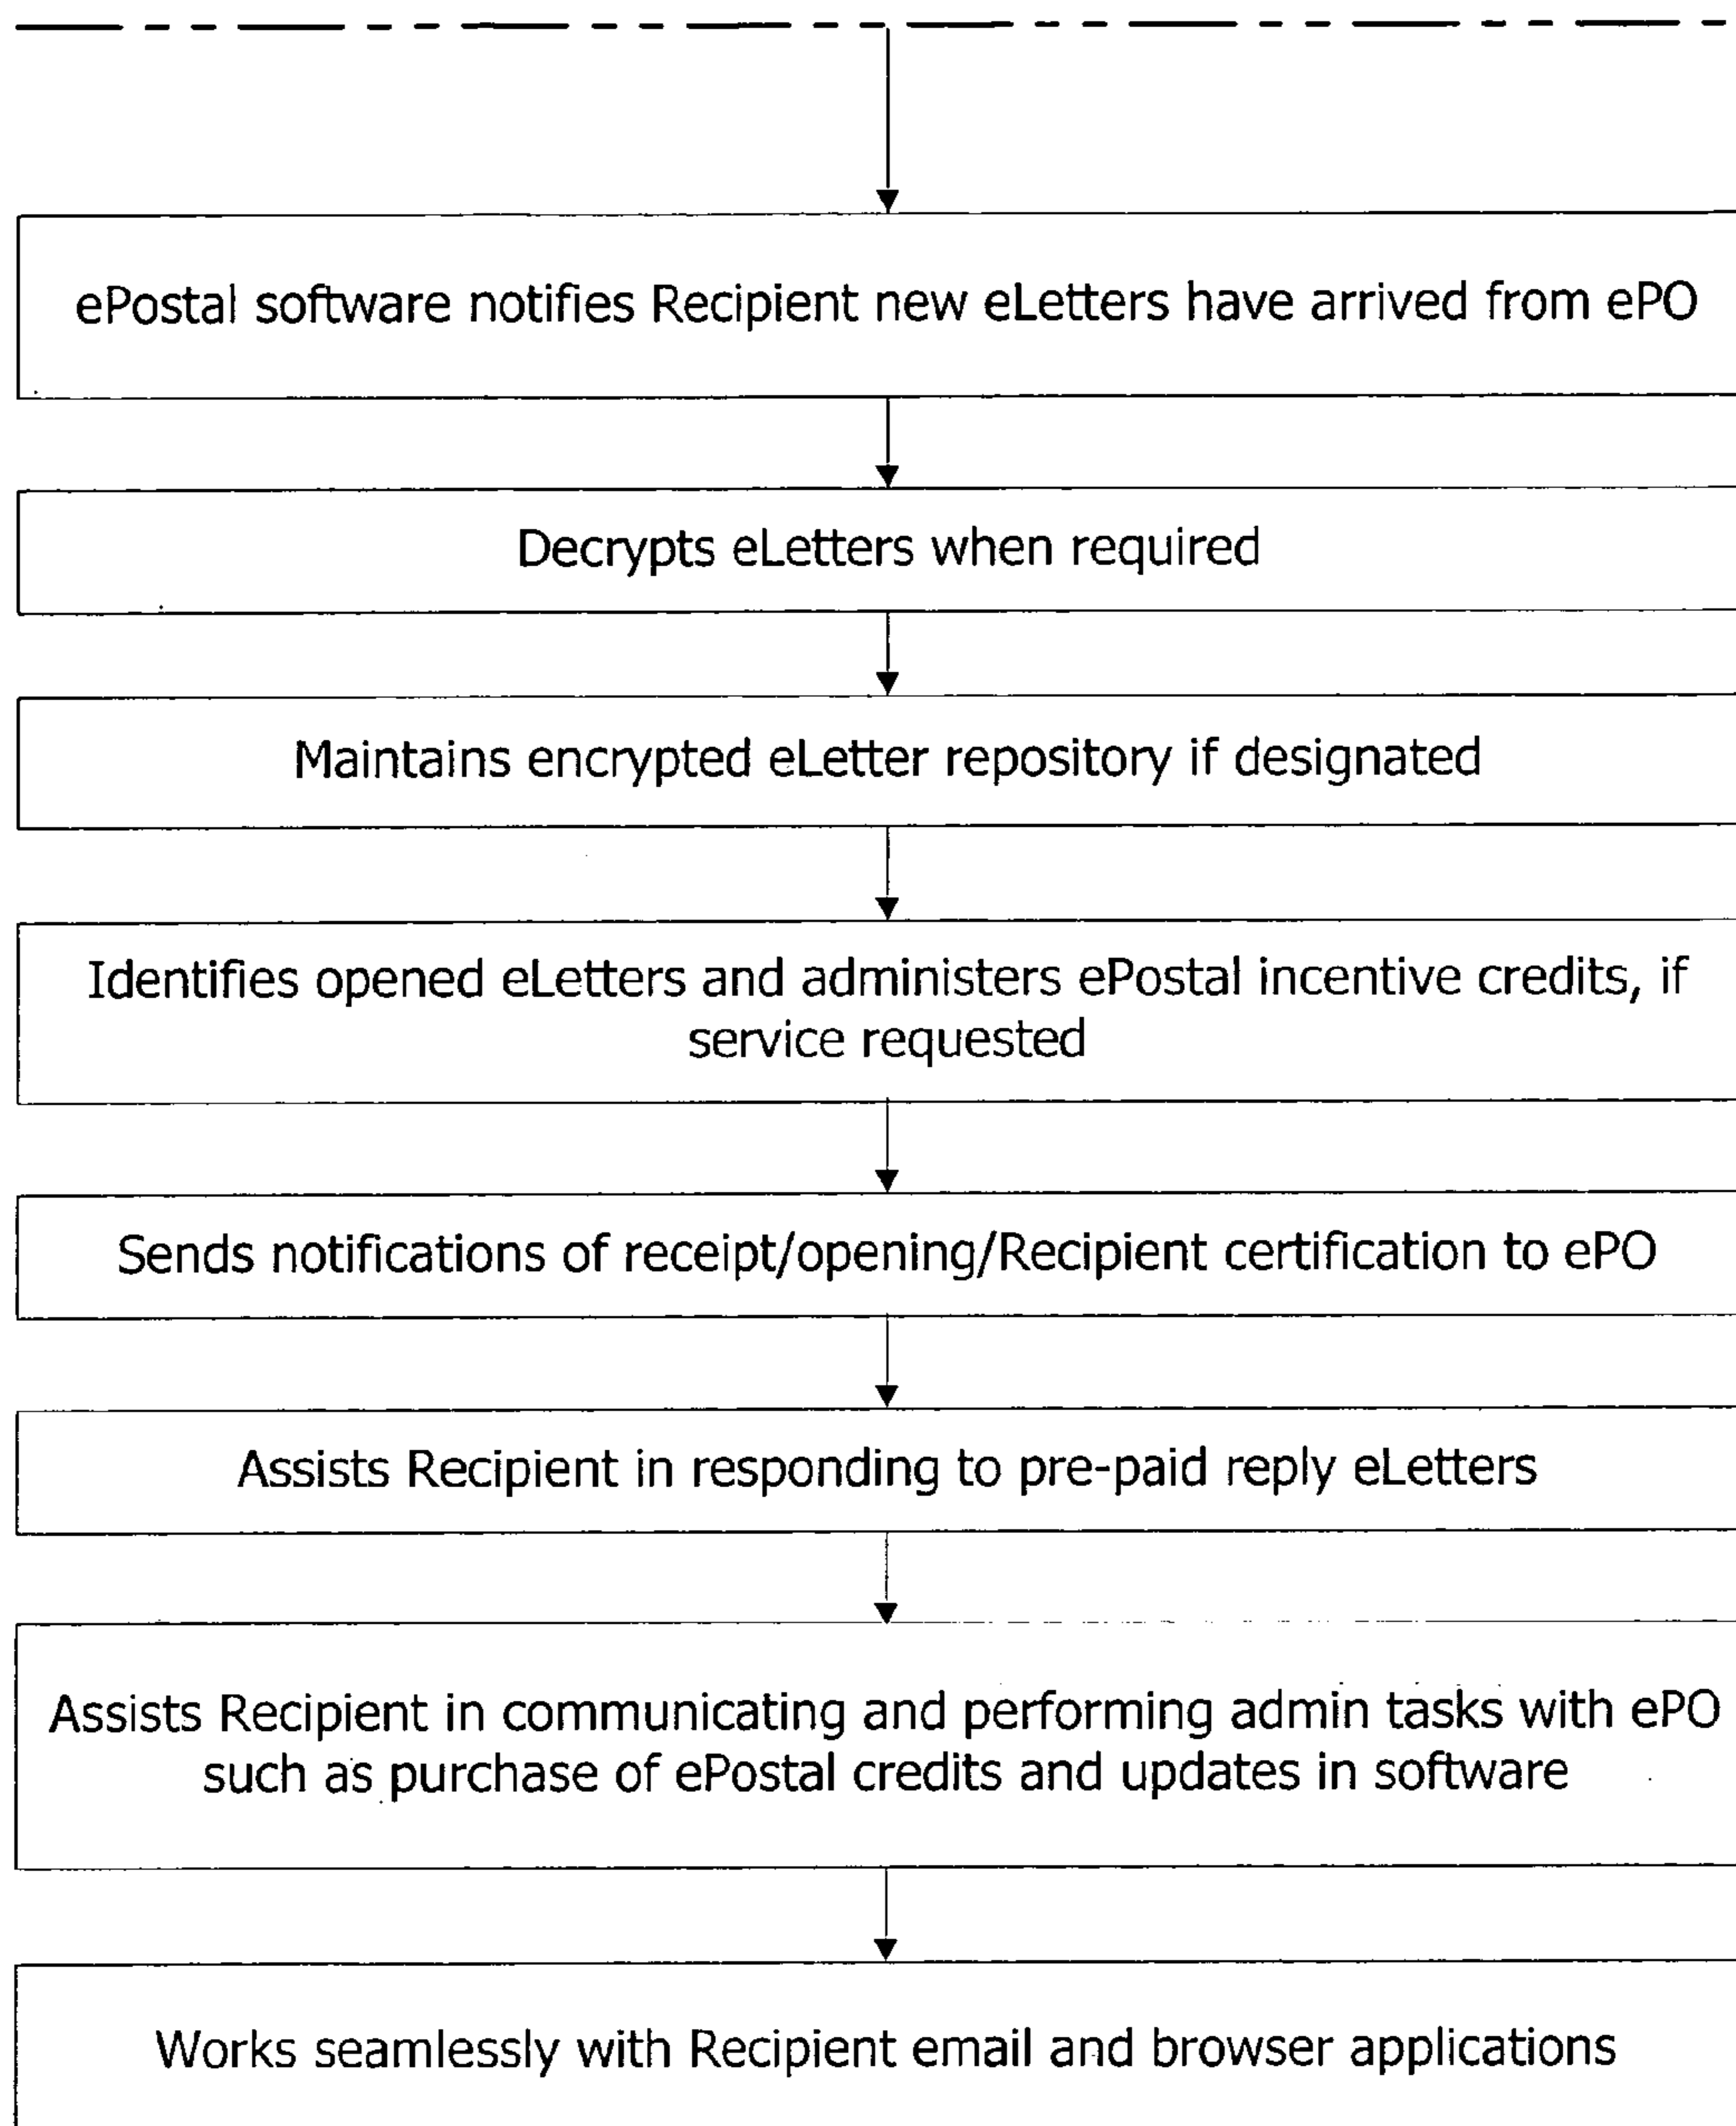 ePostal software notifies Recipient new eLetters have arrived from ePO
Decrypts eLetters when required
Maintains encrypted eLetter repository if designated
Identifies opened eLetters and administers ePostal incentive credits, if
service requested
Sends notifications of receipt/opening/Recipient certification to ePO
Assists Recipient in responding to pre-paid reply eLetters
Assists Recipient in communicating and performing admin tasks with ePO
such as purchase of ePostal credits and updates in software
Works seamlessly with Recipient email and browser applications